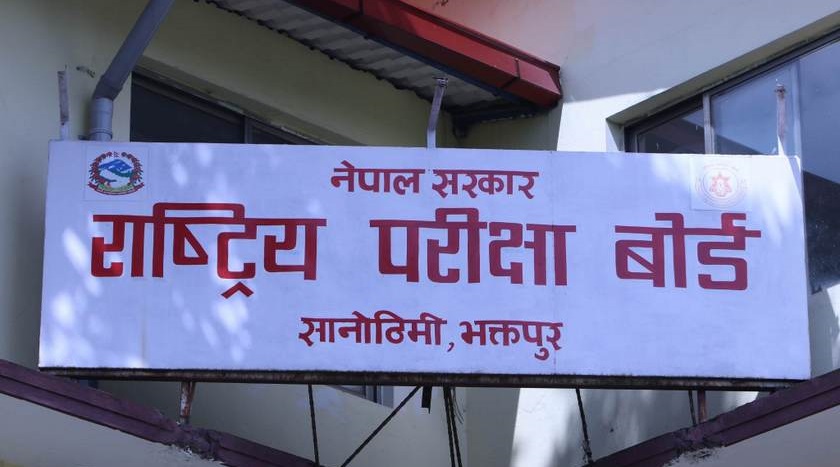 नेपाल सरकार
राष्ट्रिय परीक्षा बोर्ड
सानोठिमी, भक्तपुर